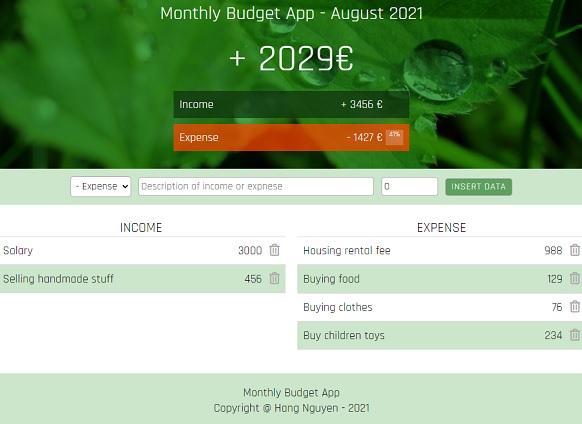 Monthly Budget App - August 2021
+ 2029€
Income + 3456 €
Expense - 1427 € 41%
- Expense Description of income or expnese 0 INSERT DATA
INCOME
Salary 3000
Selling handmade stuff 456
EXPENSE
Housing rental fee 988
Buying food 129
Buying clothes 76
Buy children toys 234
Monthly Budget App
Copyright @ Hang Nguyen - 2021